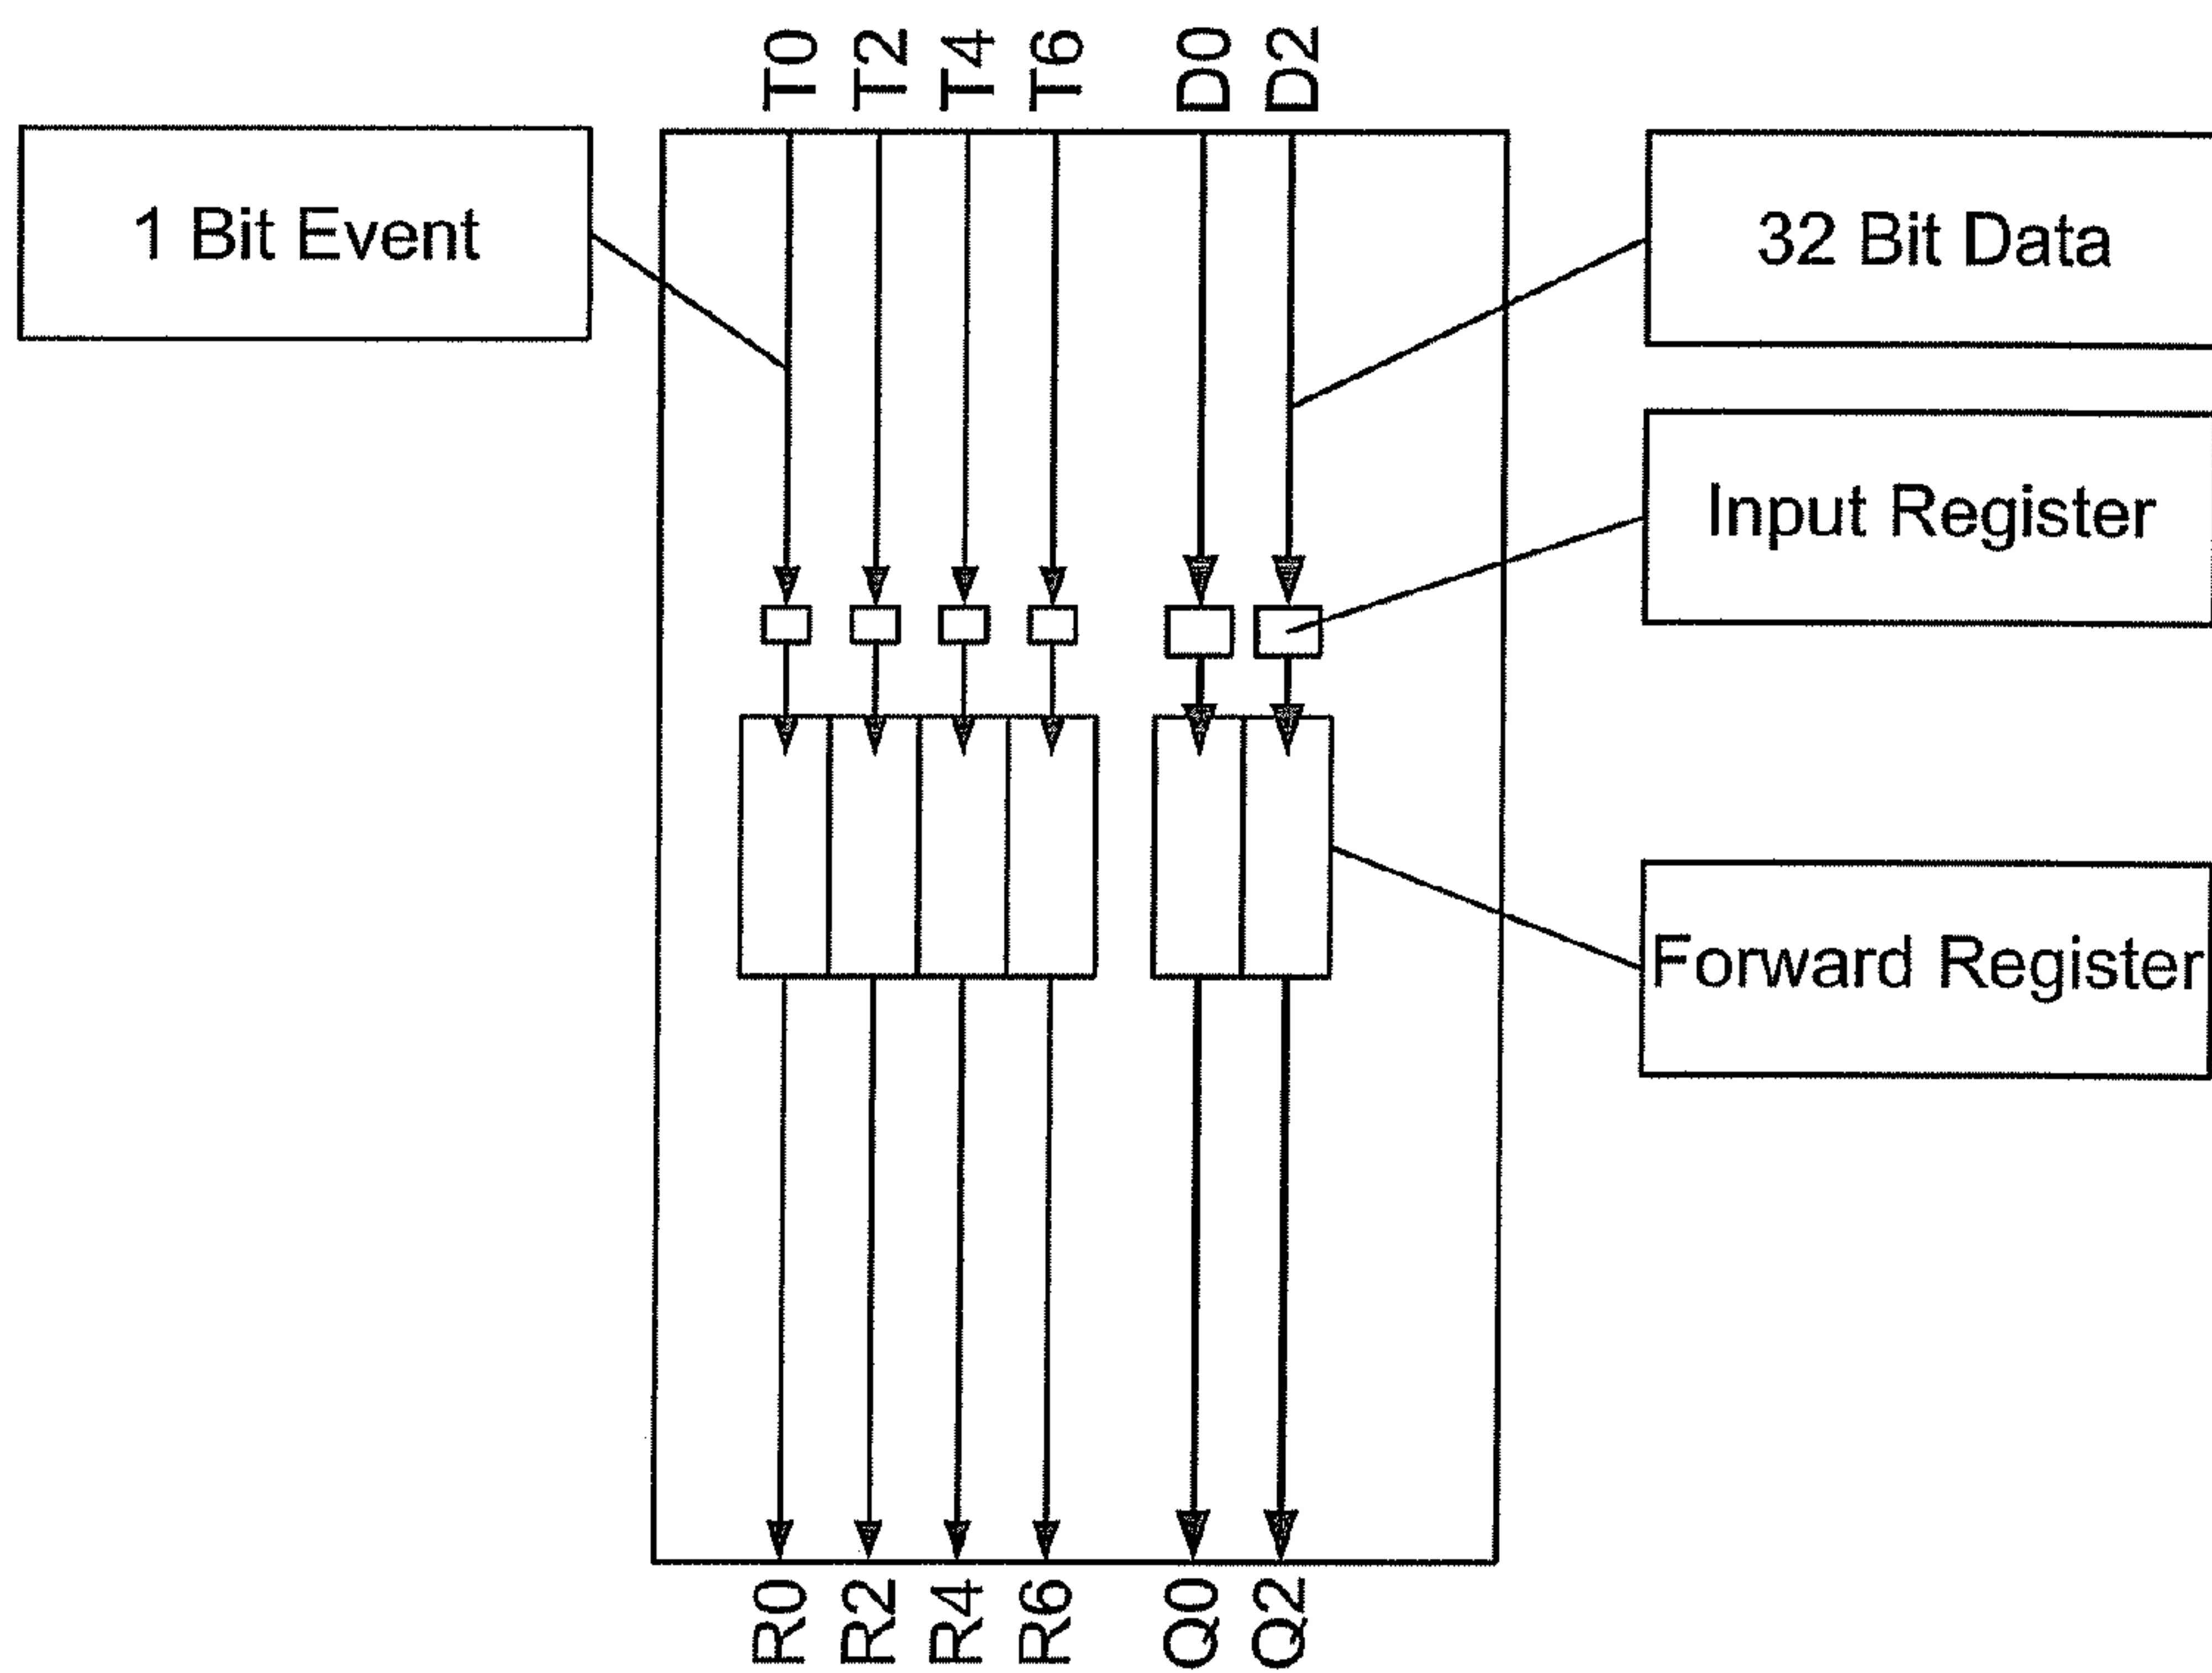 T0
T2
T4
T6
D0
D2
1 Bit Event
32 Bit Data
Input Register
Forward Register
R0
R2
R4
R6
Q0
Q2